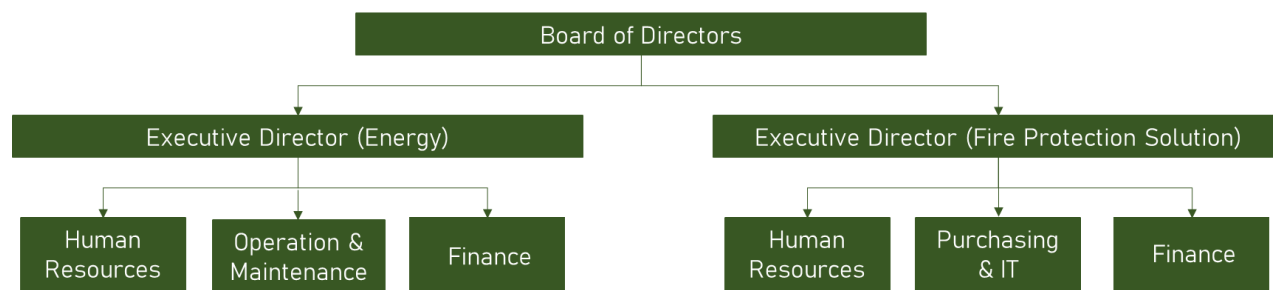 Board of Directors
Executive Director (Energy)
Executive Director (Fire Protection Solution)
Human
Resources
Operation &
Maintenance
Finance
Human
Resources
Purchasing
& IT
Finance